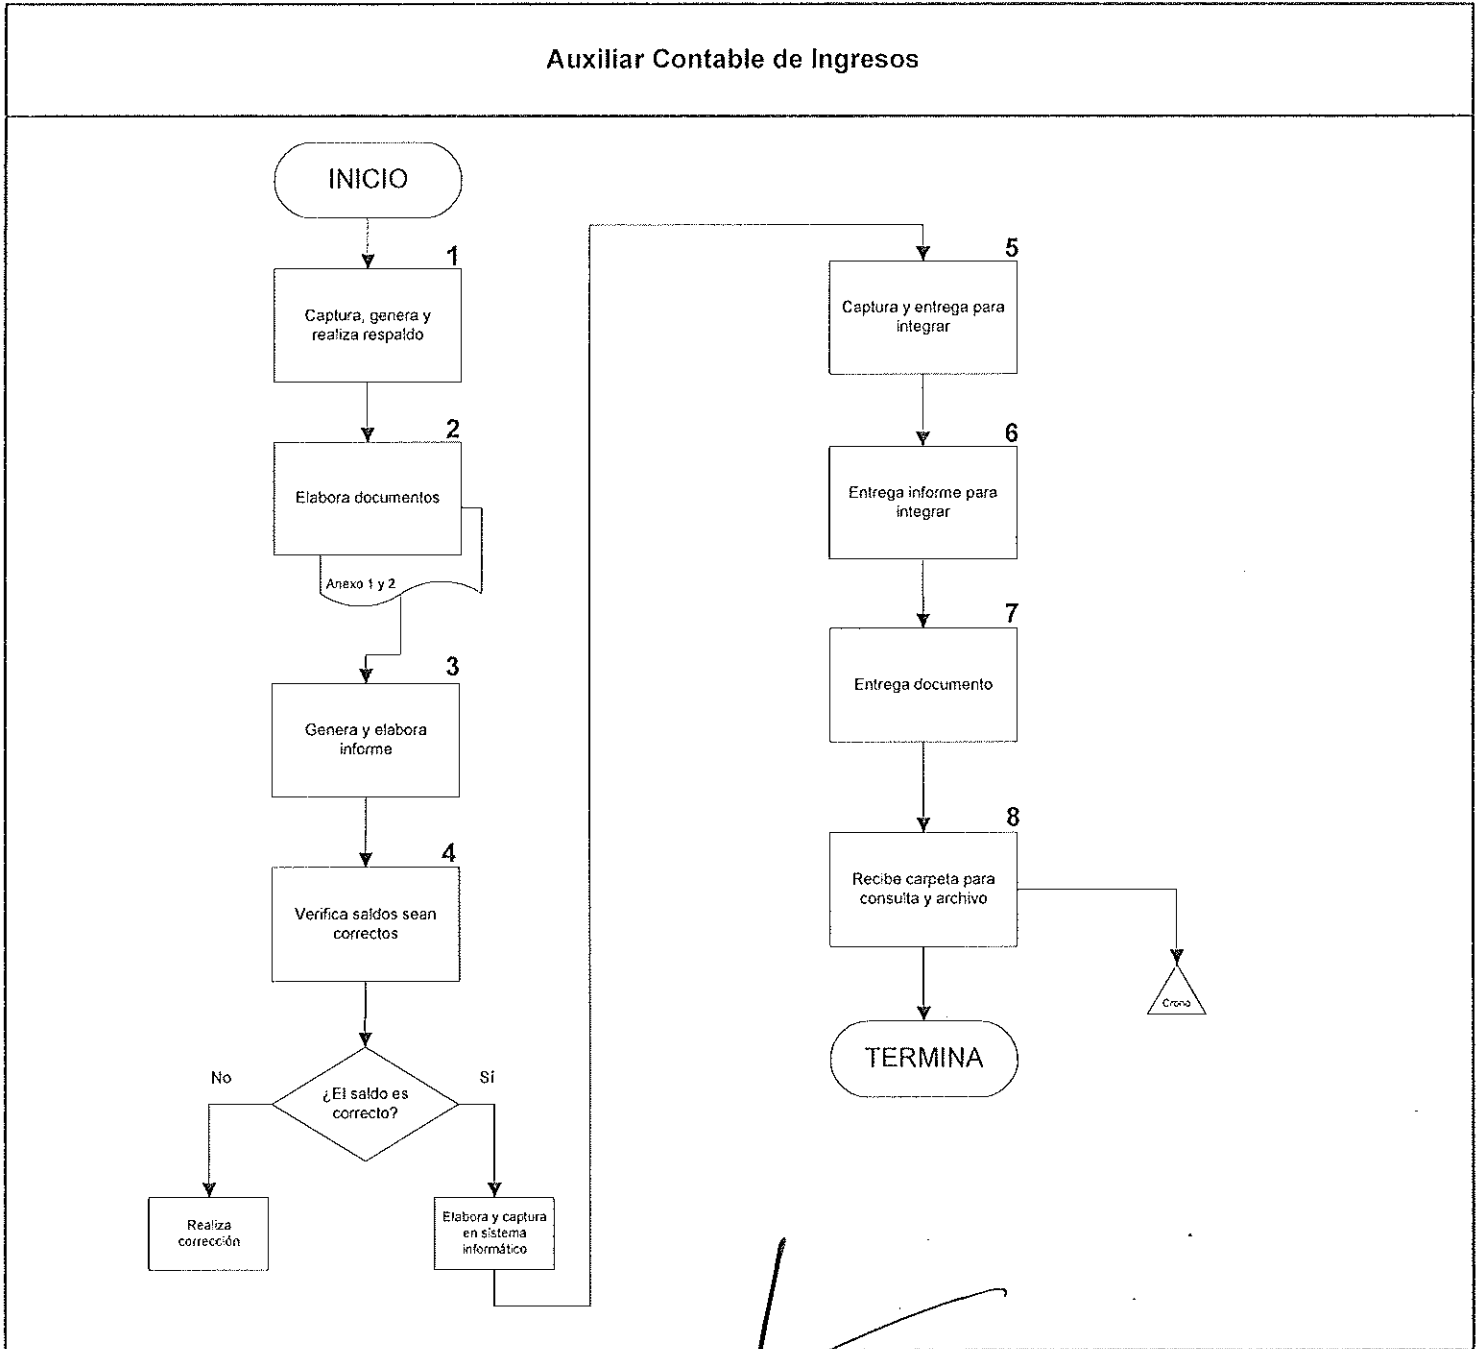 Auxiliar Contable de Ingresos
INICIO
1
Captura, genera y
realiza respaldo
2
Elabora documentos
Anexo 1 y 2
3
Genera y elabora
informe
4
Verifica saldos sean
correctos
¿El saldo es
correcto?
No
Sí
Realiza
corrección
Elabora y captura
en sistema
informático
5
Captura y entrega para
integrar
6
Entrega informe para
integrar
7
Entrega documento
8
Recibe carpeta para
consulta y archivo
Crono
TERMINA